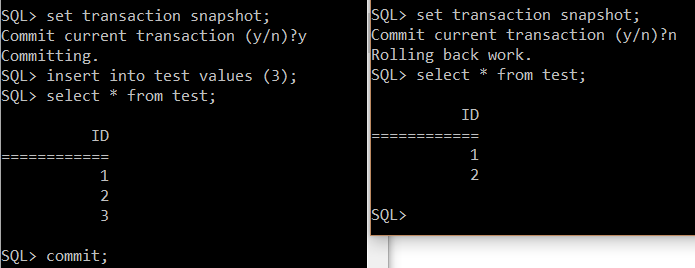 SQL> set transaction snapshot;
Commit current transaction (y/n)?y
Committing.
SQL> insert into test values (3);
SQL> select * from test;
ID
============
1
2
3
SQL> commit;
SQL> set transaction snapshot;
Commit current transaction (y/n)?n
Rolling back work.
SQL> select * from test;
ID
============
1
2
SQL>